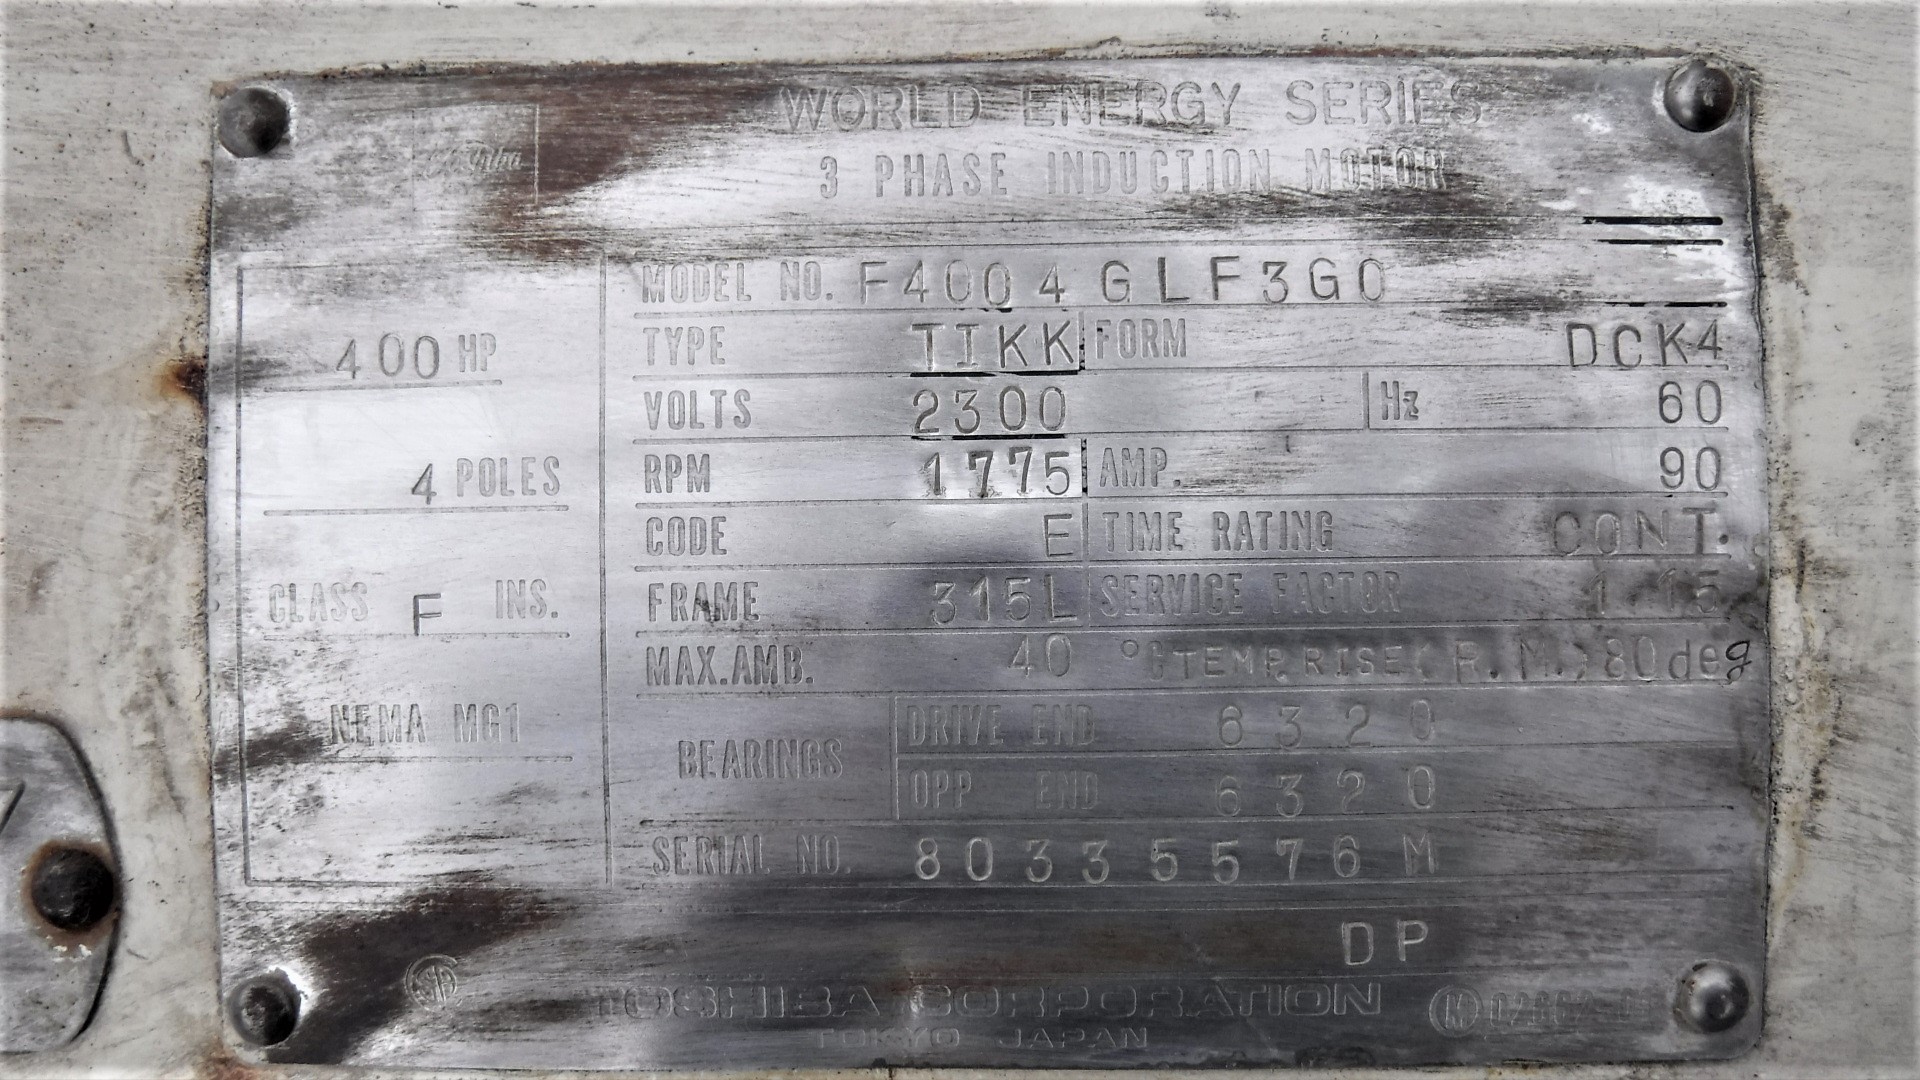 Toshiba
WORLD ENERGY SERIES
3 PHASE INDUCTION MOTOR
400 HP
4 POLES
CLASS F INS.
NEMA MG1
MODEL NO. F4004GLF3G0
TYPE TIKK FORM DCK4
VOLTS 2300 Hz 60
RPM 1775 AMP. 90
CODE E TIME RATING CONT.
FRAME 315L SERVICE FACTOR 1.15
MAX.AMB. 40 °C TEMP. RISE (R.M.) 80deg
BEARINGS
DRIVE END 6320
OPP END 6320
SERIAL NO. 80335576M
DP
TOSHIBA CORPORATION
TOKYO JAPAN